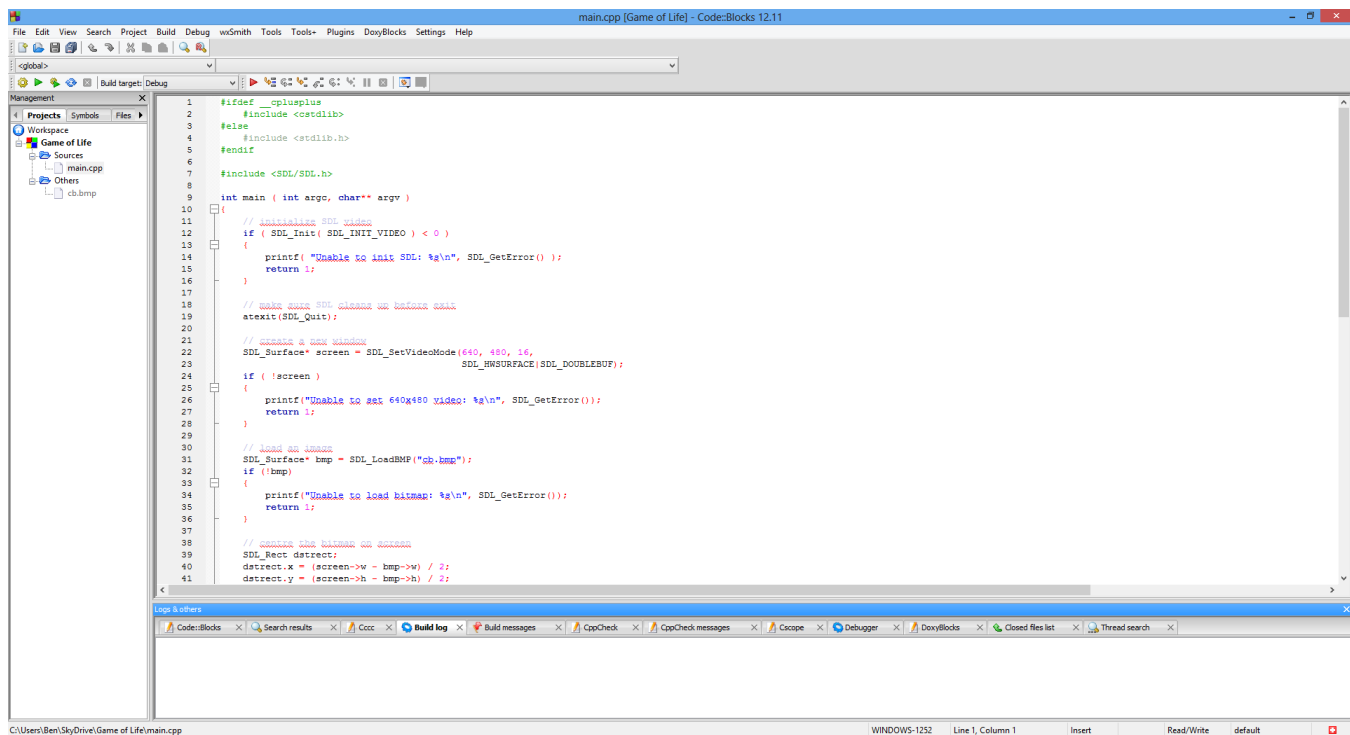 main.cpp [Game of Life] - Code::Blocks 12.11
File Edit View Search Project Build Debug wxSmith Tools Tools+ Plugins DoxyBlocks Settings Help
<global>
Build target: Debug
Management
Projects Symbols Files
Workspace
Game of Life
Sources
main.cpp
Others
cb.bmp
1 #ifdef __cplusplus
2 #include <cstdlib>
3 #else
4 #include <stdlib.h>
5 #endif
6
7 #include <SDL/SDL.h>
8
9 int main ( int argc, char** argv )
10 {
11 // initialize SDL video
12 if ( SDL_Init( SDL_INIT_VIDEO ) < 0 )
13 {
14 printf( "Unable to init SDL: %s\n", SDL_GetError() );
15 return 1;
16 }
17
18 // make sure SDL cleans up before exit
19 atexit(SDL_Quit);
20
21 // create a new window
22 SDL_Surface* screen = SDL_SetVideoMode(640, 480, 16,
23 SDL_HWSURFACE|SDL_DOUBLEBUF);
24 if ( !screen )
25 {
26 printf("Unable to set 640x480 video: %s\n", SDL_GetError());
27 return 1;
28 }
29
30 // load an image
31 SDL_Surface* bmp = SDL_LoadBMP("cb.bmp");
32 if (!bmp)
33 {
34 printf("Unable to load bitmap: %s\n", SDL_GetError());
35 return 1;
36 }
37
38 // centre the bitmap on screen
39 SDL_Rect dstrect;
40 dstrect.x = (screen->w - bmp->w) / 2;
41 dstrect.y = (screen->h - bmp->h) / 2;
Logs & others
Code::Blocks Search results Cccc Build log Build messages CppCheck CppCheck messages Cscope Debugger DoxyBlocks Closed files list Thread search
C:\Users\Ben\SkyDrive\Game of Life\main.cpp WINDOWS-1252 Line 1, Column 1 Insert Read/Write default